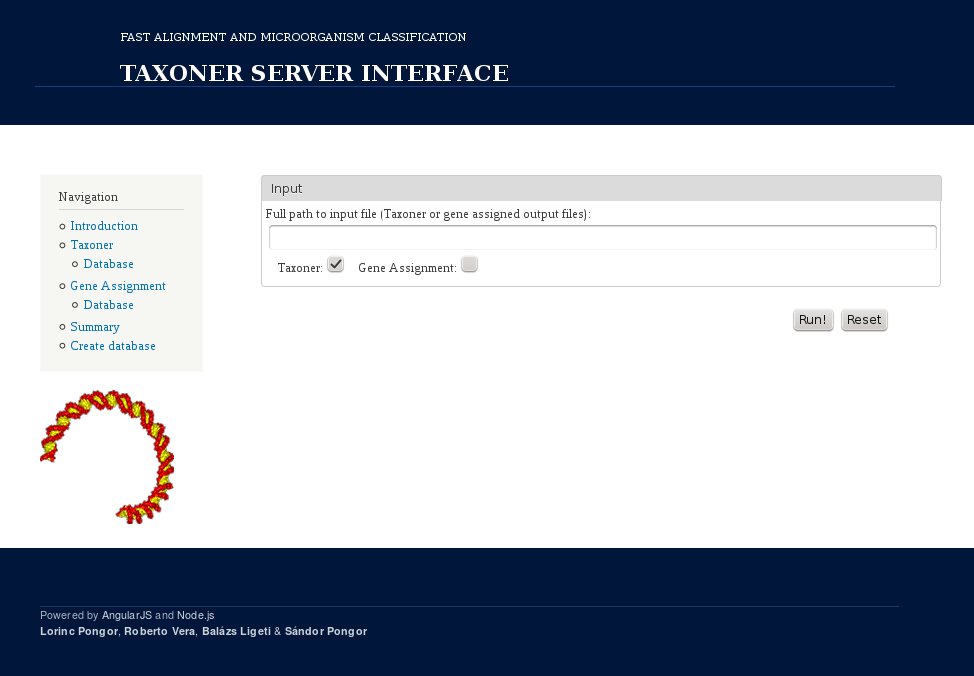 FAST ALIGNMENT AND MICROORGANISM CLASSIFICATION
TAXONER SERVER INTERFACE
Navigation
Introduction
Taxoner
Database
Gene Assignment
Database
Summary
Create database
Input
Full path to input file (Taxoner or gene assigned output files):
Taxoner: Gene Assignment:
Run! Reset
Powered by AngularJS and Node.js
Lorinc Pongor, Roberto Vera, Balázs Ligeti & Sándor Pongor